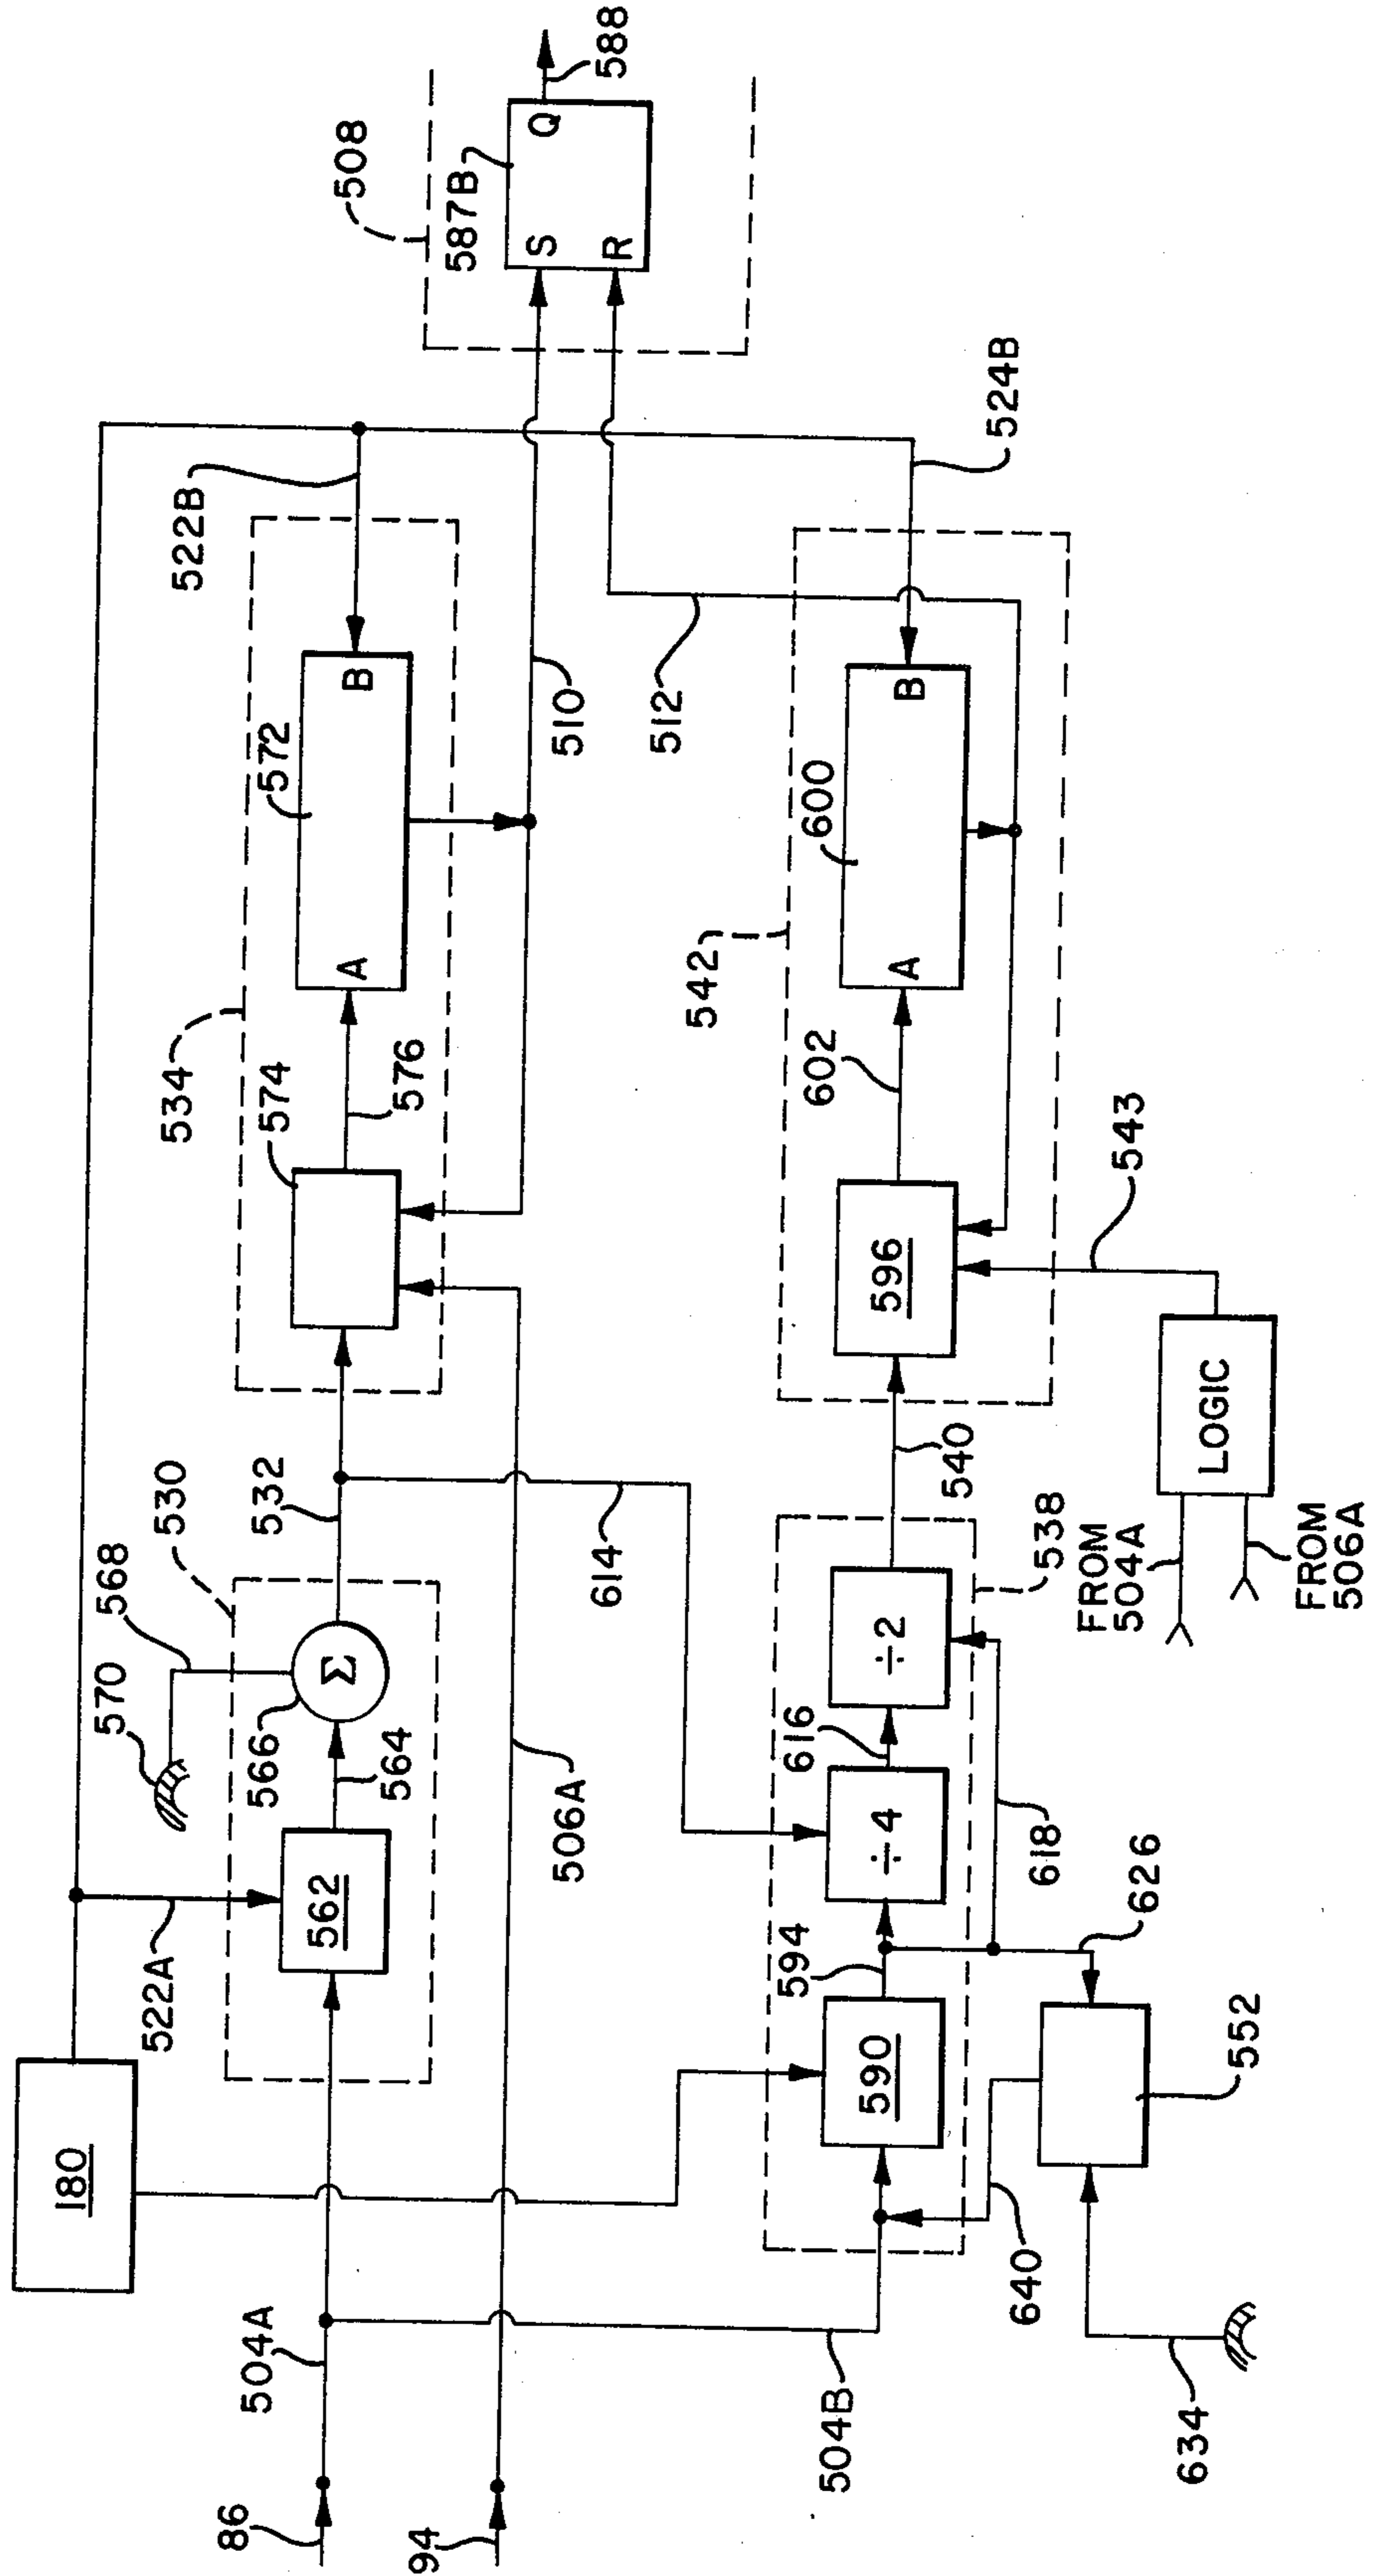 180
522A
504A
86
94
562
564
566
568
570
530
532
Σ
534
574
576
572
A
B
522B
508
587B
S
R
Q
588
510
512
524B
506A
614
504B
590
594
÷4
616
÷2
618
538
540
542
596
602
600
A
B
543
LOGIC
FROM
504A
FROM
506A
626
552
640
634